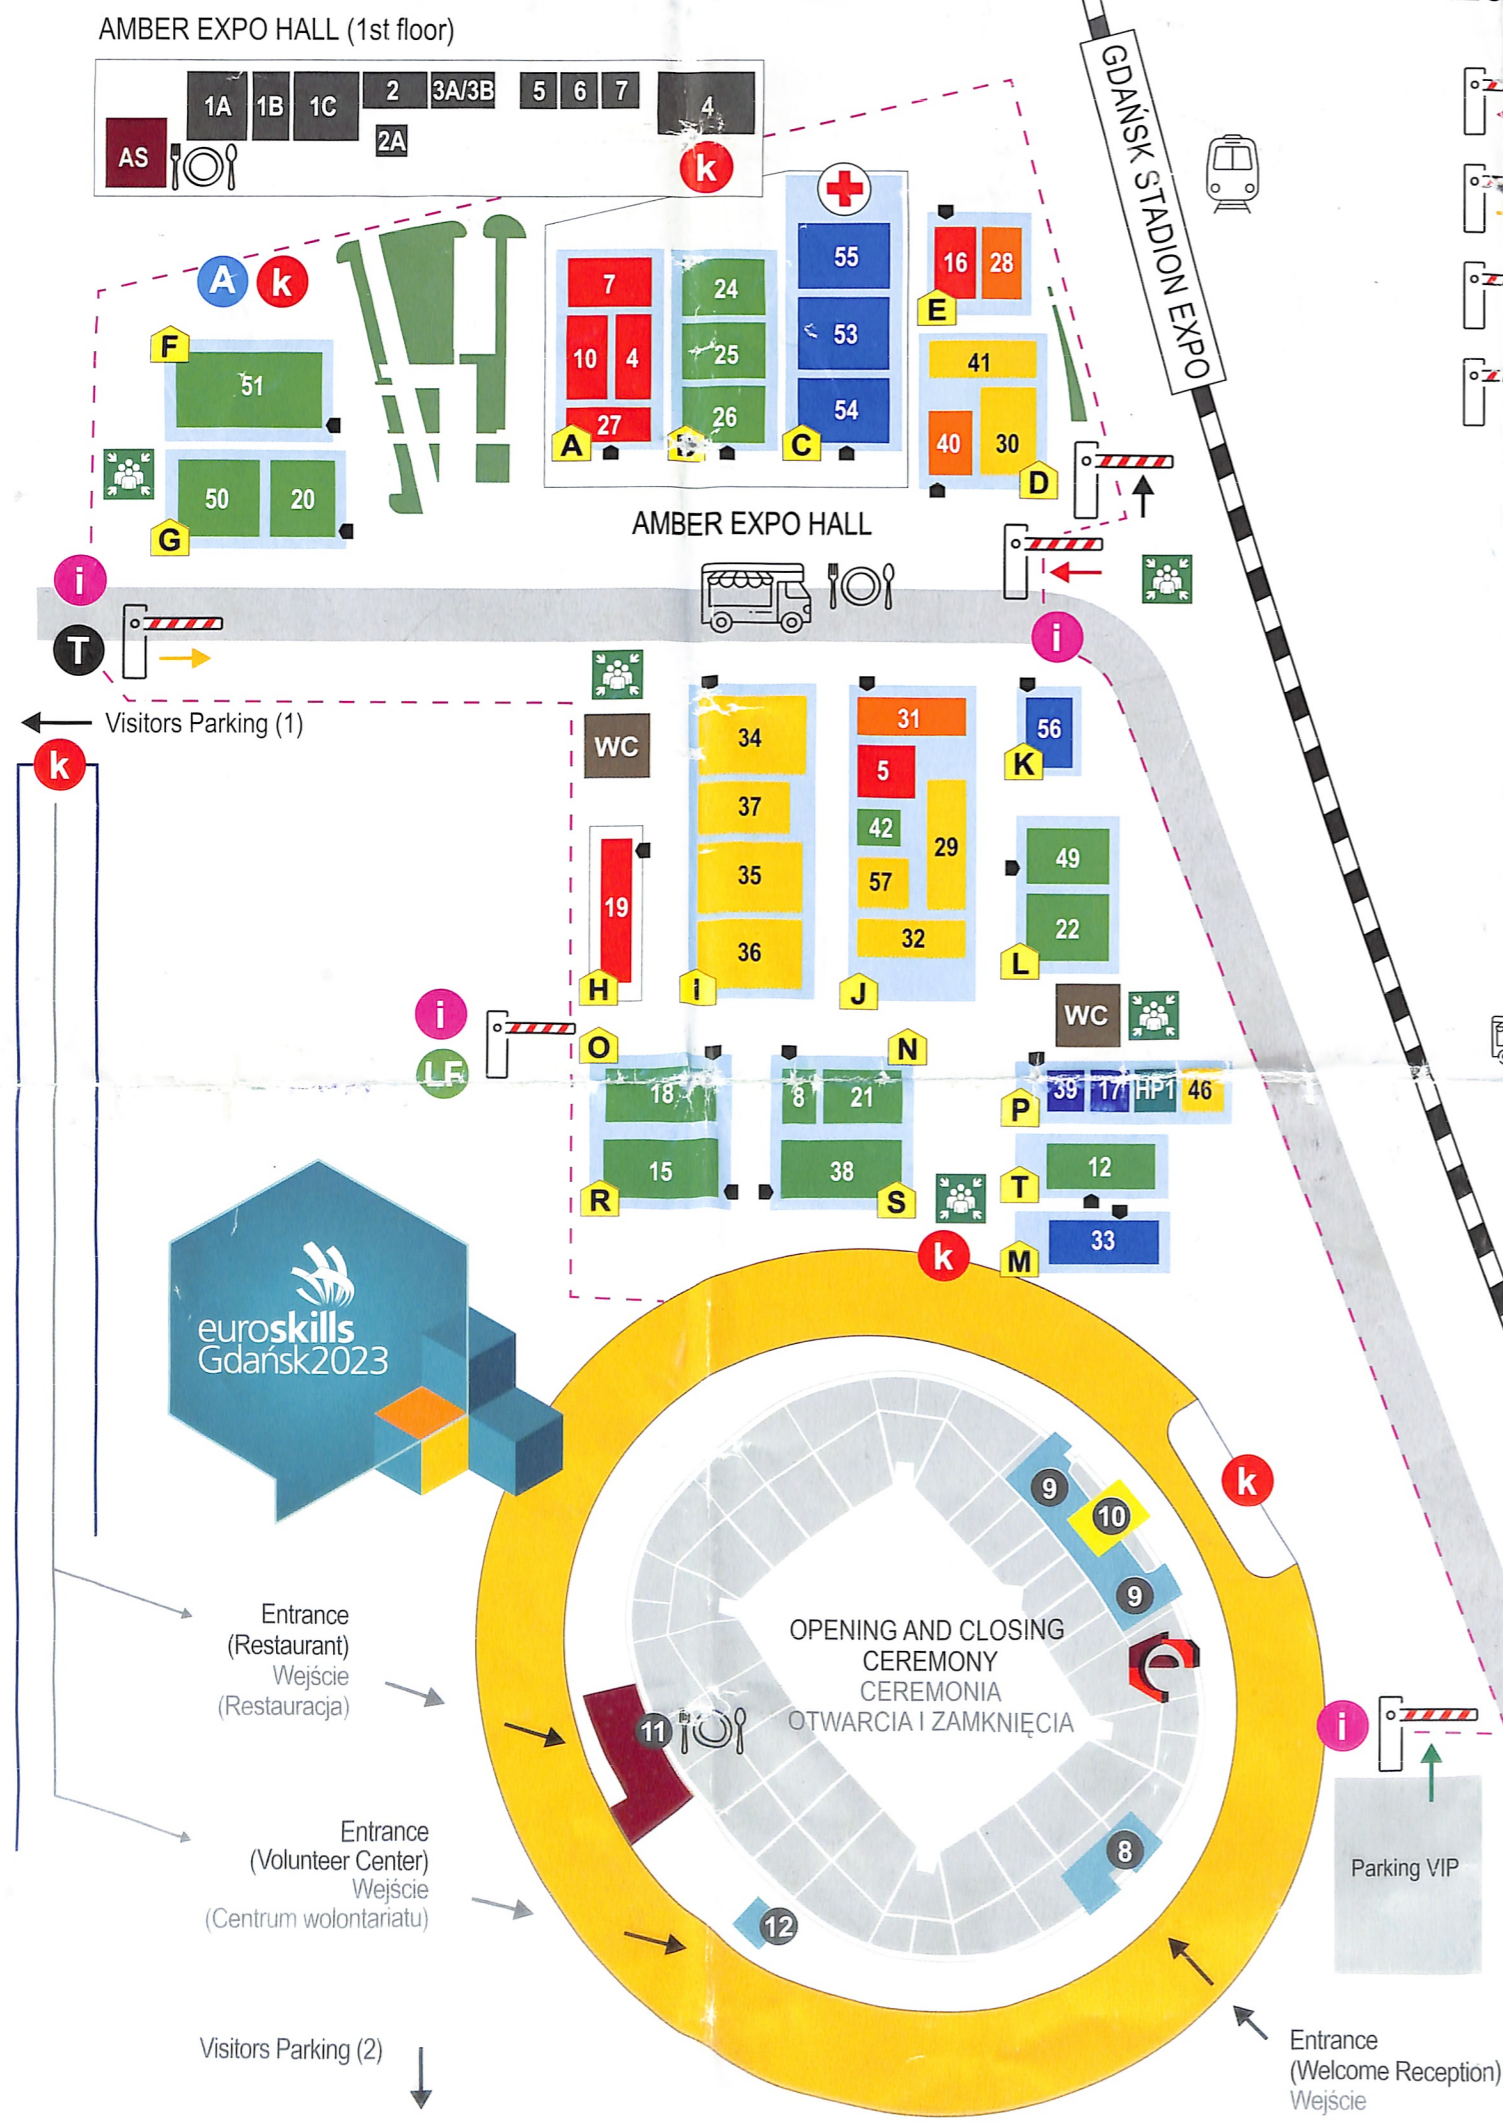 AMBER EXPO HALL (1st floor)
1A
1B
1C
2
3A/3B
5
6
7
4
2A
AS
k
GDAŃSK STADION EXPO
A
k
F
51
50
20
G
7
10
4
27
A
24
25
26
55
53
54
C
16
28
E
41
40
30
D
AMBER EXPO HALL
i
T
i
Visitors Parking (1)
k
WC
34
37
35
36
I
19
H
31
5
42
29
57
32
J
56
K
49
22
L
WC
i
LF
O
N
18
15
R
8
21
38
S
39
17
HP1
46
P
12
T
33
M
k
euroskills
Gdańsk2023
k
9
10
9
OPENING AND CLOSING
CEREMONY
CEREMONIA
OTWARCIA I ZAMKNIĘCIA
e
11
8
12
Entrance
(Restaurant)
Wejście
(Restauracja)
Entrance
(Volunteer Center)
Wejście
(Centrum wolontariatu)
i
Parking VIP
Visitors Parking (2)
Entrance
(Welcome Reception)
Wejście